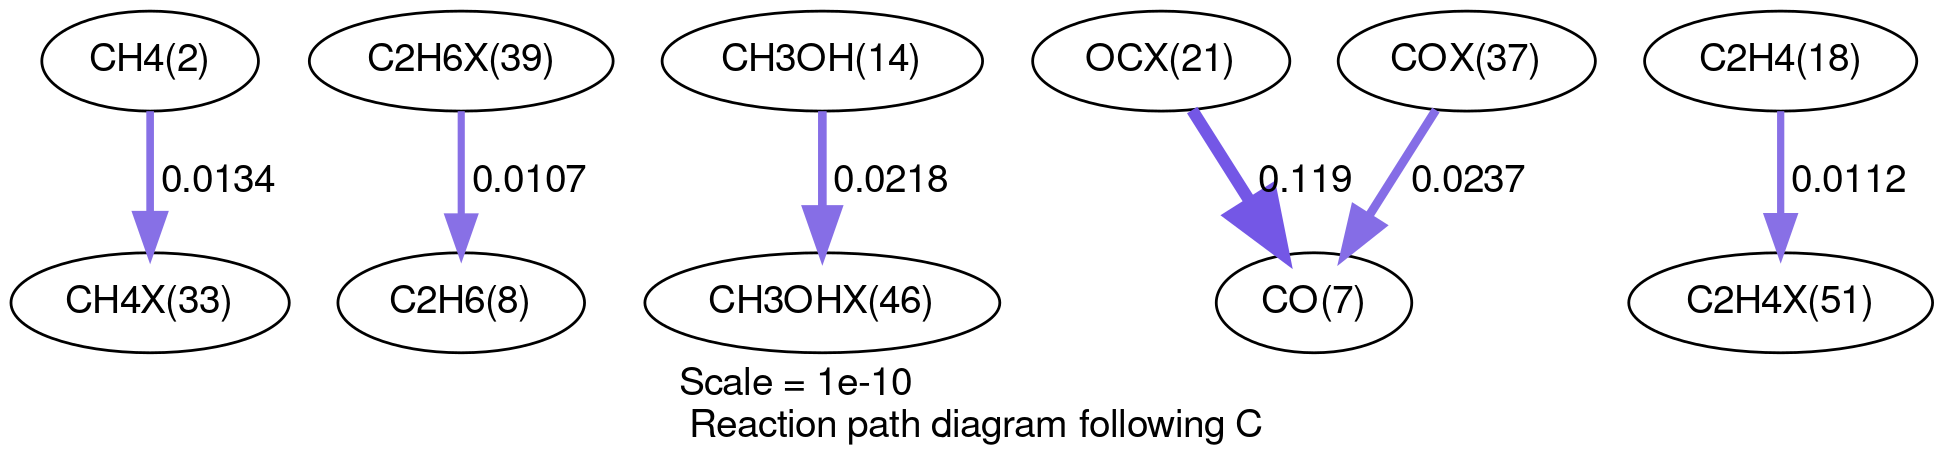 CH4(2) C2H6X(39) CH3OH(14) OCX(21) COX(37) C2H4(18)
0.0134 0.0107 0.0218 0.119 0.0237 0.0112
CH4X(33) C2H6(8) CH3OHX(46) CO(7) C2H4X(51)
Scale = 1e-10
Reaction path diagram following C